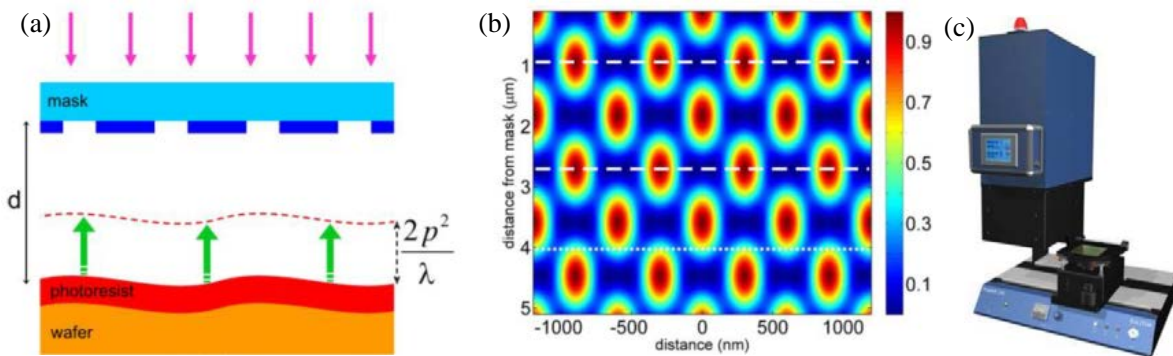 (a)
mask
d
2p²
λ
photoresist
wafer
(b)
distance from mask (μm)
1
2
3
4
5
-1000 -500 0 500 1000
distance (nm)
0.9
0.7
0.5
0.3
0.1
(c)